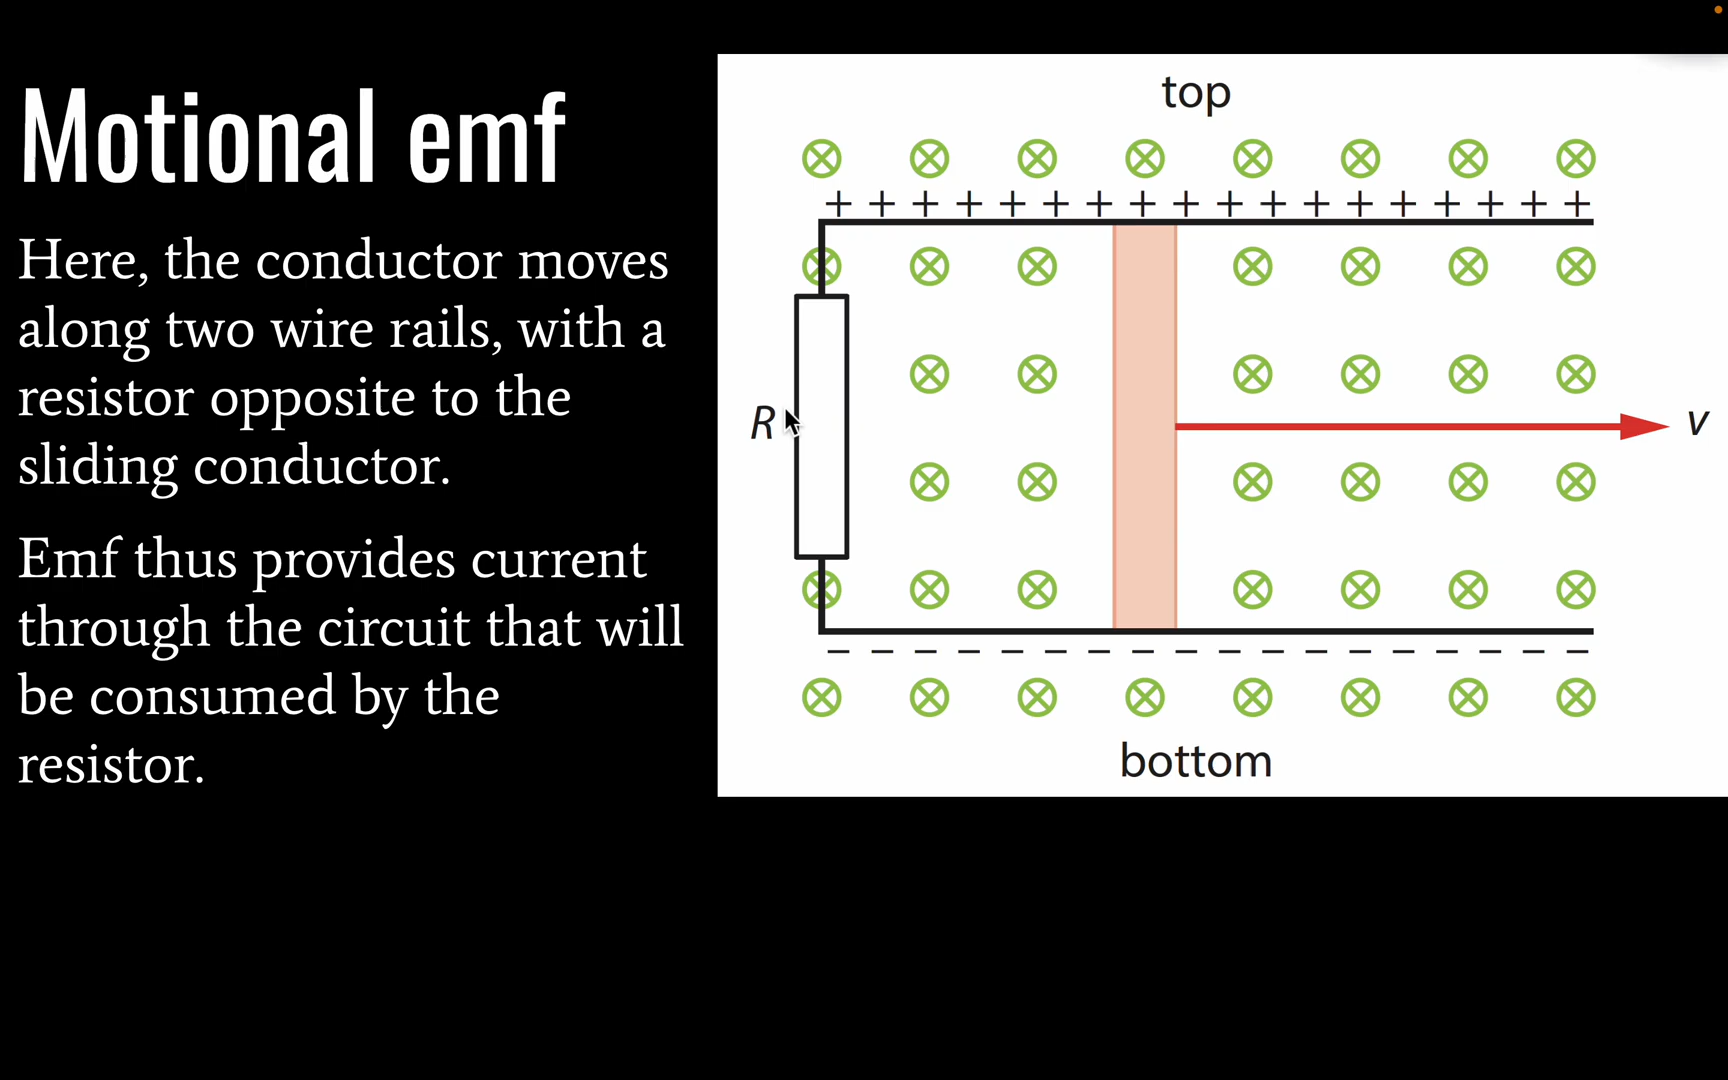 Motional emf
Here, the conductor moves
along two wire rails, with a
resistor opposite to the
sliding conductor.
Emf thus provides current
through the circuit that will
be consumed by the
resistor.
top
+ + + + + + + + + + + + + + + + + +
R
v
− − − − − − − − − − − − − − − − − −
bottom